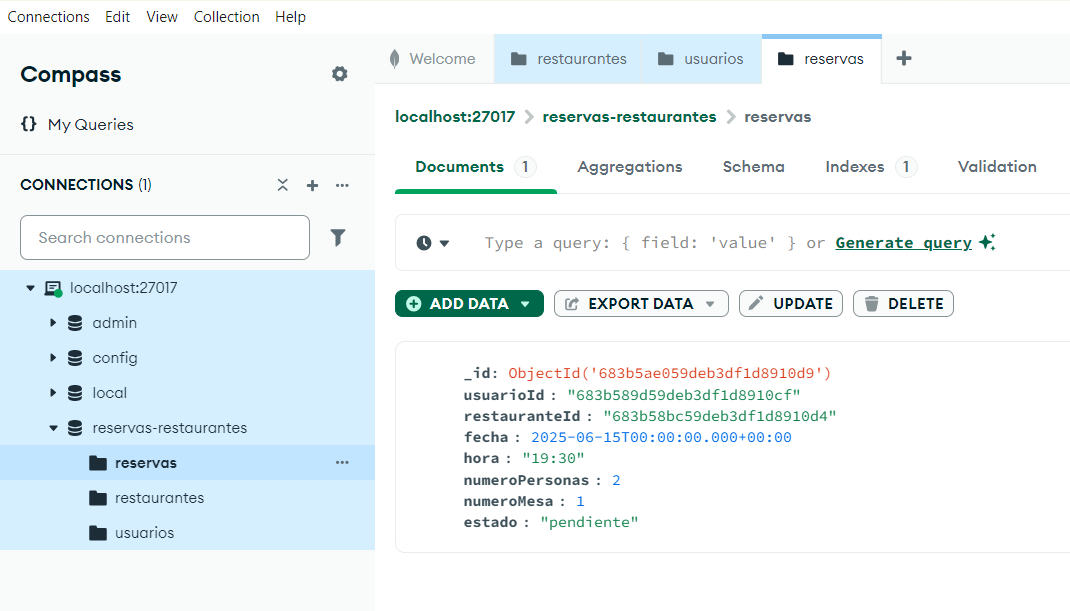 Connections Edit View Collection Help
Compass
{} My Queries
CONNECTIONS (1)
Search connections
localhost:27017
admin
config
local
reservas-restaurantes
reservas
restaurantes
usuarios
Welcome restaurantes usuarios reservas
localhost:27017 reservas-restaurantes reservas
Documents 1 Aggregations Schema Indexes 1 Validation
Type a query: { field: 'value' } or Generate query
ADD DATA EXPORT DATA UPDATE DELETE
_id: ObjectId('683b5ae059deb3df1d8910d9')
usuarioId : "683b589d59deb3df1d8910cf"
restauranteId : "683b58bc59deb3df1d8910d4"
fecha : 2025-06-15T00:00:00.000+00:00
hora : "19:30"
numeroPersonas : 2
numeroMesa : 1
estado : "pendiente"